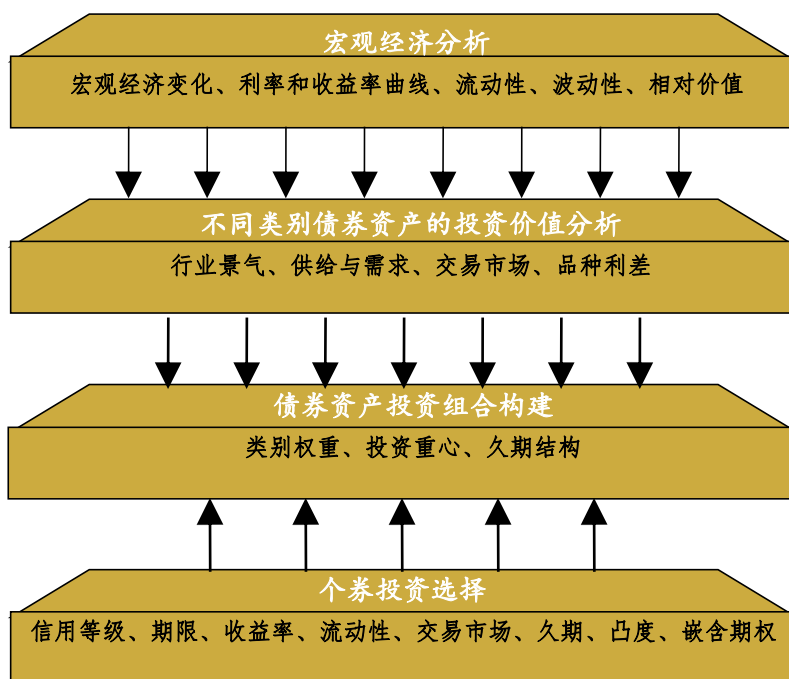 宏观经济分析
宏观经济变化、利率和收益率曲线、流动性、波动性、相对价值
不同类别债券资产的投资价值分析
行业景气、供给与需求、交易市场、品种利差
债券资产投资组合构建
类别权重、投资重心、久期结构
个券投资选择
信用等级、期限、收益率、流动性、交易市场、久期、凸度、嵌含期权